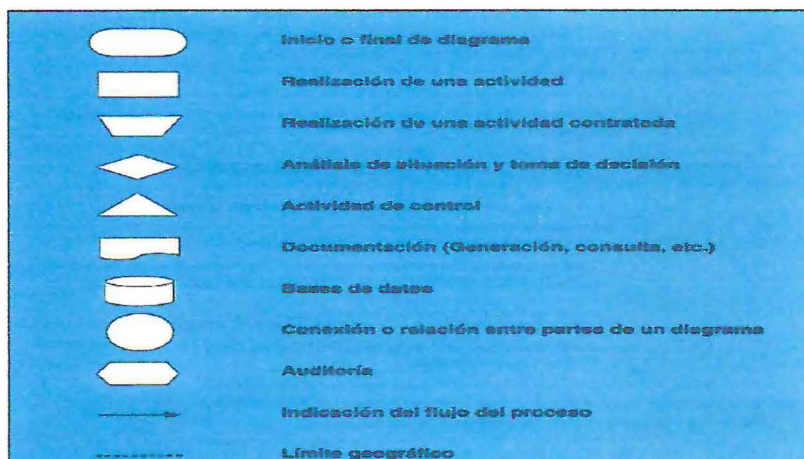 Inicio o final de diagrama
Realización de una actividad
Realización de una actividad contratada
Análisis de situación y toma de decisión
Actividad de control
Documentación (Generación, consulta, etc.)
Bases de datos
Conexión o relación entre partes de un diagrama
Auditoría
Indicación del flujo del proceso
Límite geográfico